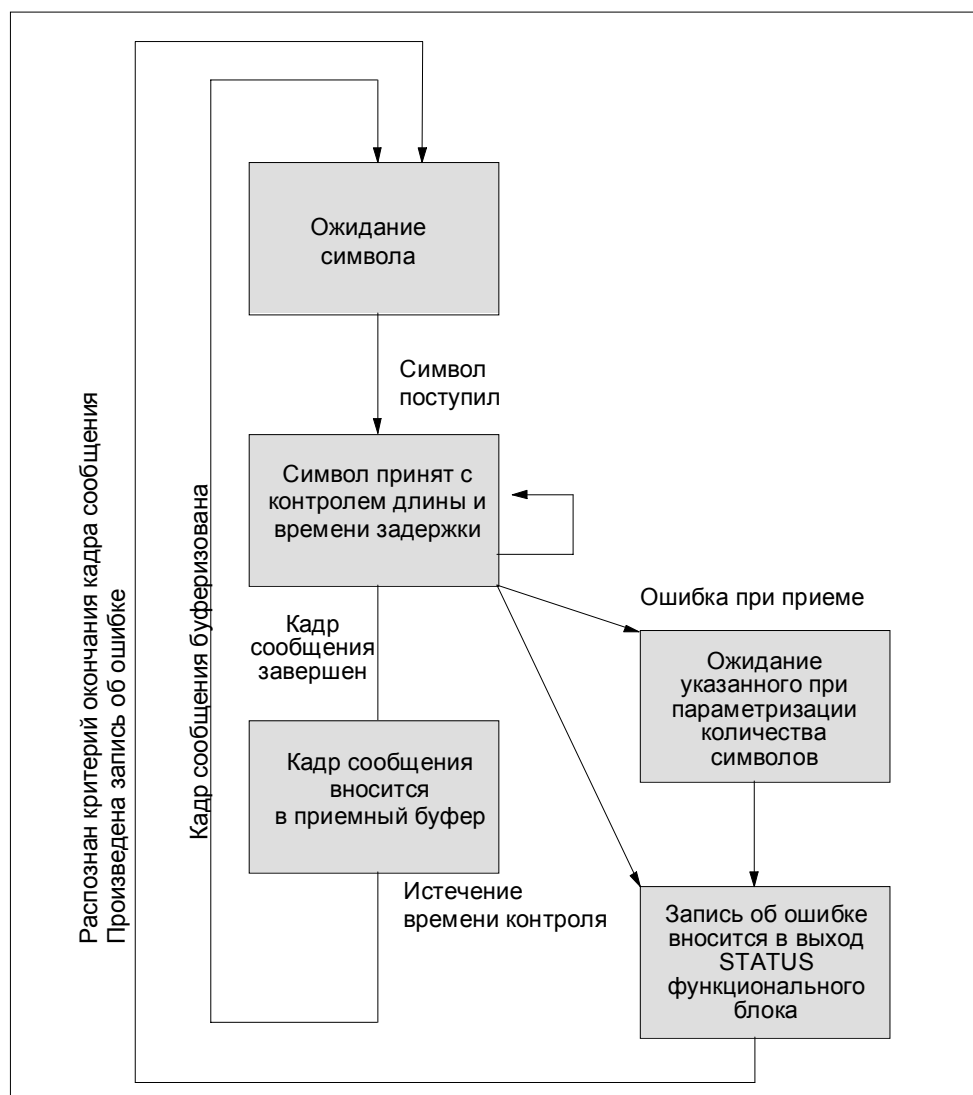 Ожидание
символа
Символ
поступил
Символ принят с
контролем длины и
времени задержки
Ошибка при приеме
Кадр
сообщения
завершен
Ожидание
указанного при
параметризации
количества
символов
Кадр сообщения
вносится
в приемный буфер
Истечение
времени контроля
Запись об ошибке
вносится в выход
STATUS
функционального
блока
Распознан критерий окончания кадра сообщения
Произведена запись об ошибке
Кадр сообщения буферизована